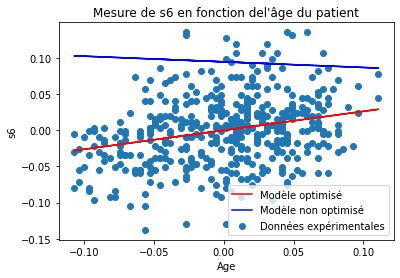 Mesure de s6 en fonction del'âge du patient
s6
0.10
0.05
0.00
−0.05
−0.10
−0.15
−0.10
−0.05
0.00
0.05
0.10
Age
Modèle optimisé
Modèle non optimisé
Données expérimentales